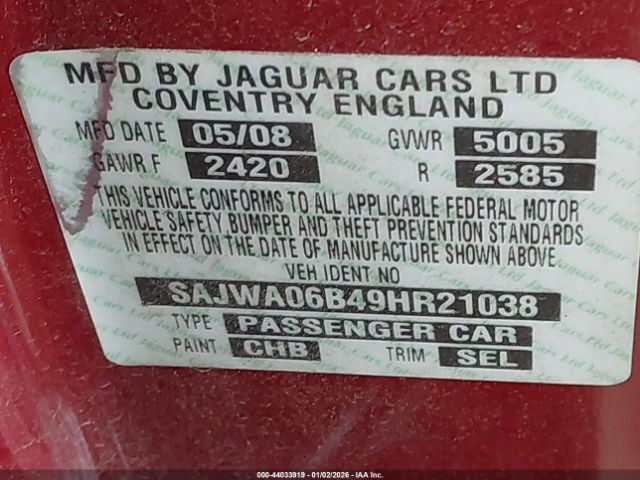 MFD BY JAGUAR CARS LTD
COVENTRY ENGLAND
MFD DATE 05/08 GVWR 5005
GAWR F 2420 R 2585
THIS VEHICLE CONFORMS TO ALL APPLICABLE FEDERAL MOTOR
VEHICLE SAFETY BUMPER AND THEFT PREVENTION STANDARDS
IN EFFECT ON THE DATE OF MANUFACTURE SHOWN ABOVE.
VEH IDENT NO
SAJWA06B49HR21038
TYPE PASSENGER CAR
PAINT CHB TRIM SEL
000-44033919 - 01/02/2026 - IAA Inc.